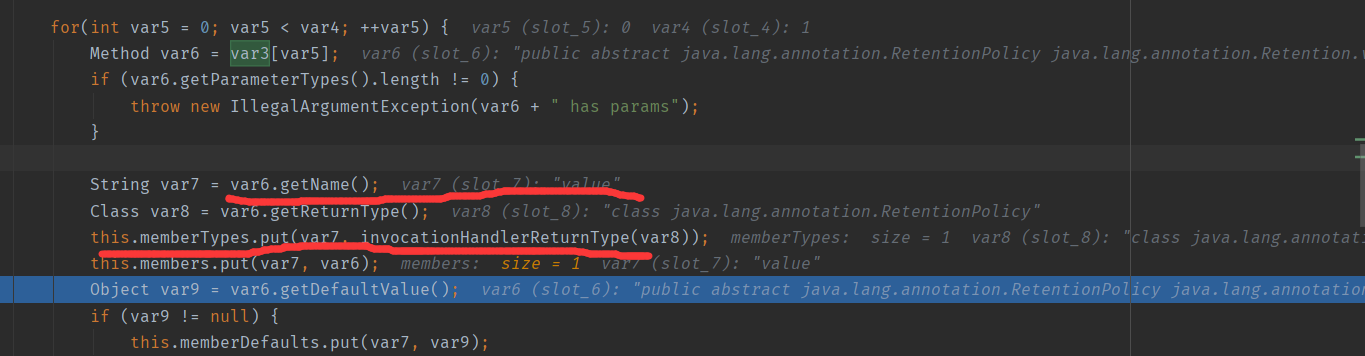 for(int var5 = 0; var5 < var4; ++var5) { var5 (slot_5): 0 var4 (slot_4): 1
Method var6 = var3[var5]; var6 (slot_6): "public abstract java.lang.annotation.RetentionPolicy java.lang.annotation.Retention.v
if (var6.getParameterTypes().length != 0) {
throw new IllegalArgumentException(var6 + " has params");
}
String var7 = var6.getName(); var7 (slot_7): "value"
Class var8 = var6.getReturnType(); var8 (slot_8): "class java.lang.annotation.RetentionPolicy"
this.memberTypes.put(var7, invocationHandlerReturnType(var8)); memberTypes: size = 1 var8 (slot_8): "class java.lang.annotati
this.members.put(var7, var6); members: size = 1 var7 (slot_7): "value"
Object var9 = var6.getDefaultValue(); var6 (slot_6): "public abstract java.lang.annotation.RetentionPolicy java.lang.annotation
if (var9 != null) {
this.memberDefaults.put(var7, var9);